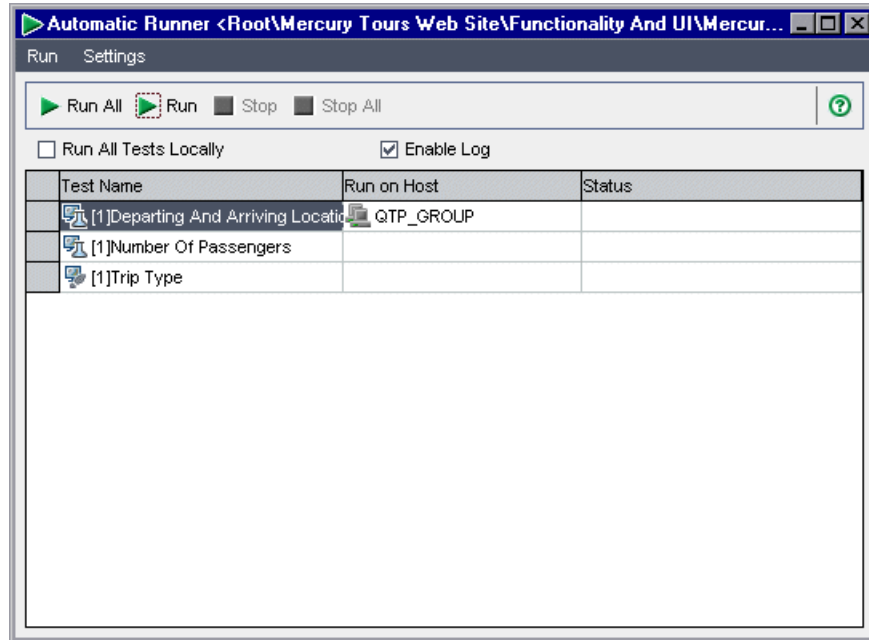 Automatic Runner <Root\Mercury Tours Web Site\Functionality And UI\Mercur...
Run Settings
Run All Run Stop Stop All ?
Run All Tests Locally Enable Log
Test Name Run on Host Status
[1]Departing And Arriving Locatio QTP_GROUP
[1]Number Of Passengers
[1]Trip Type